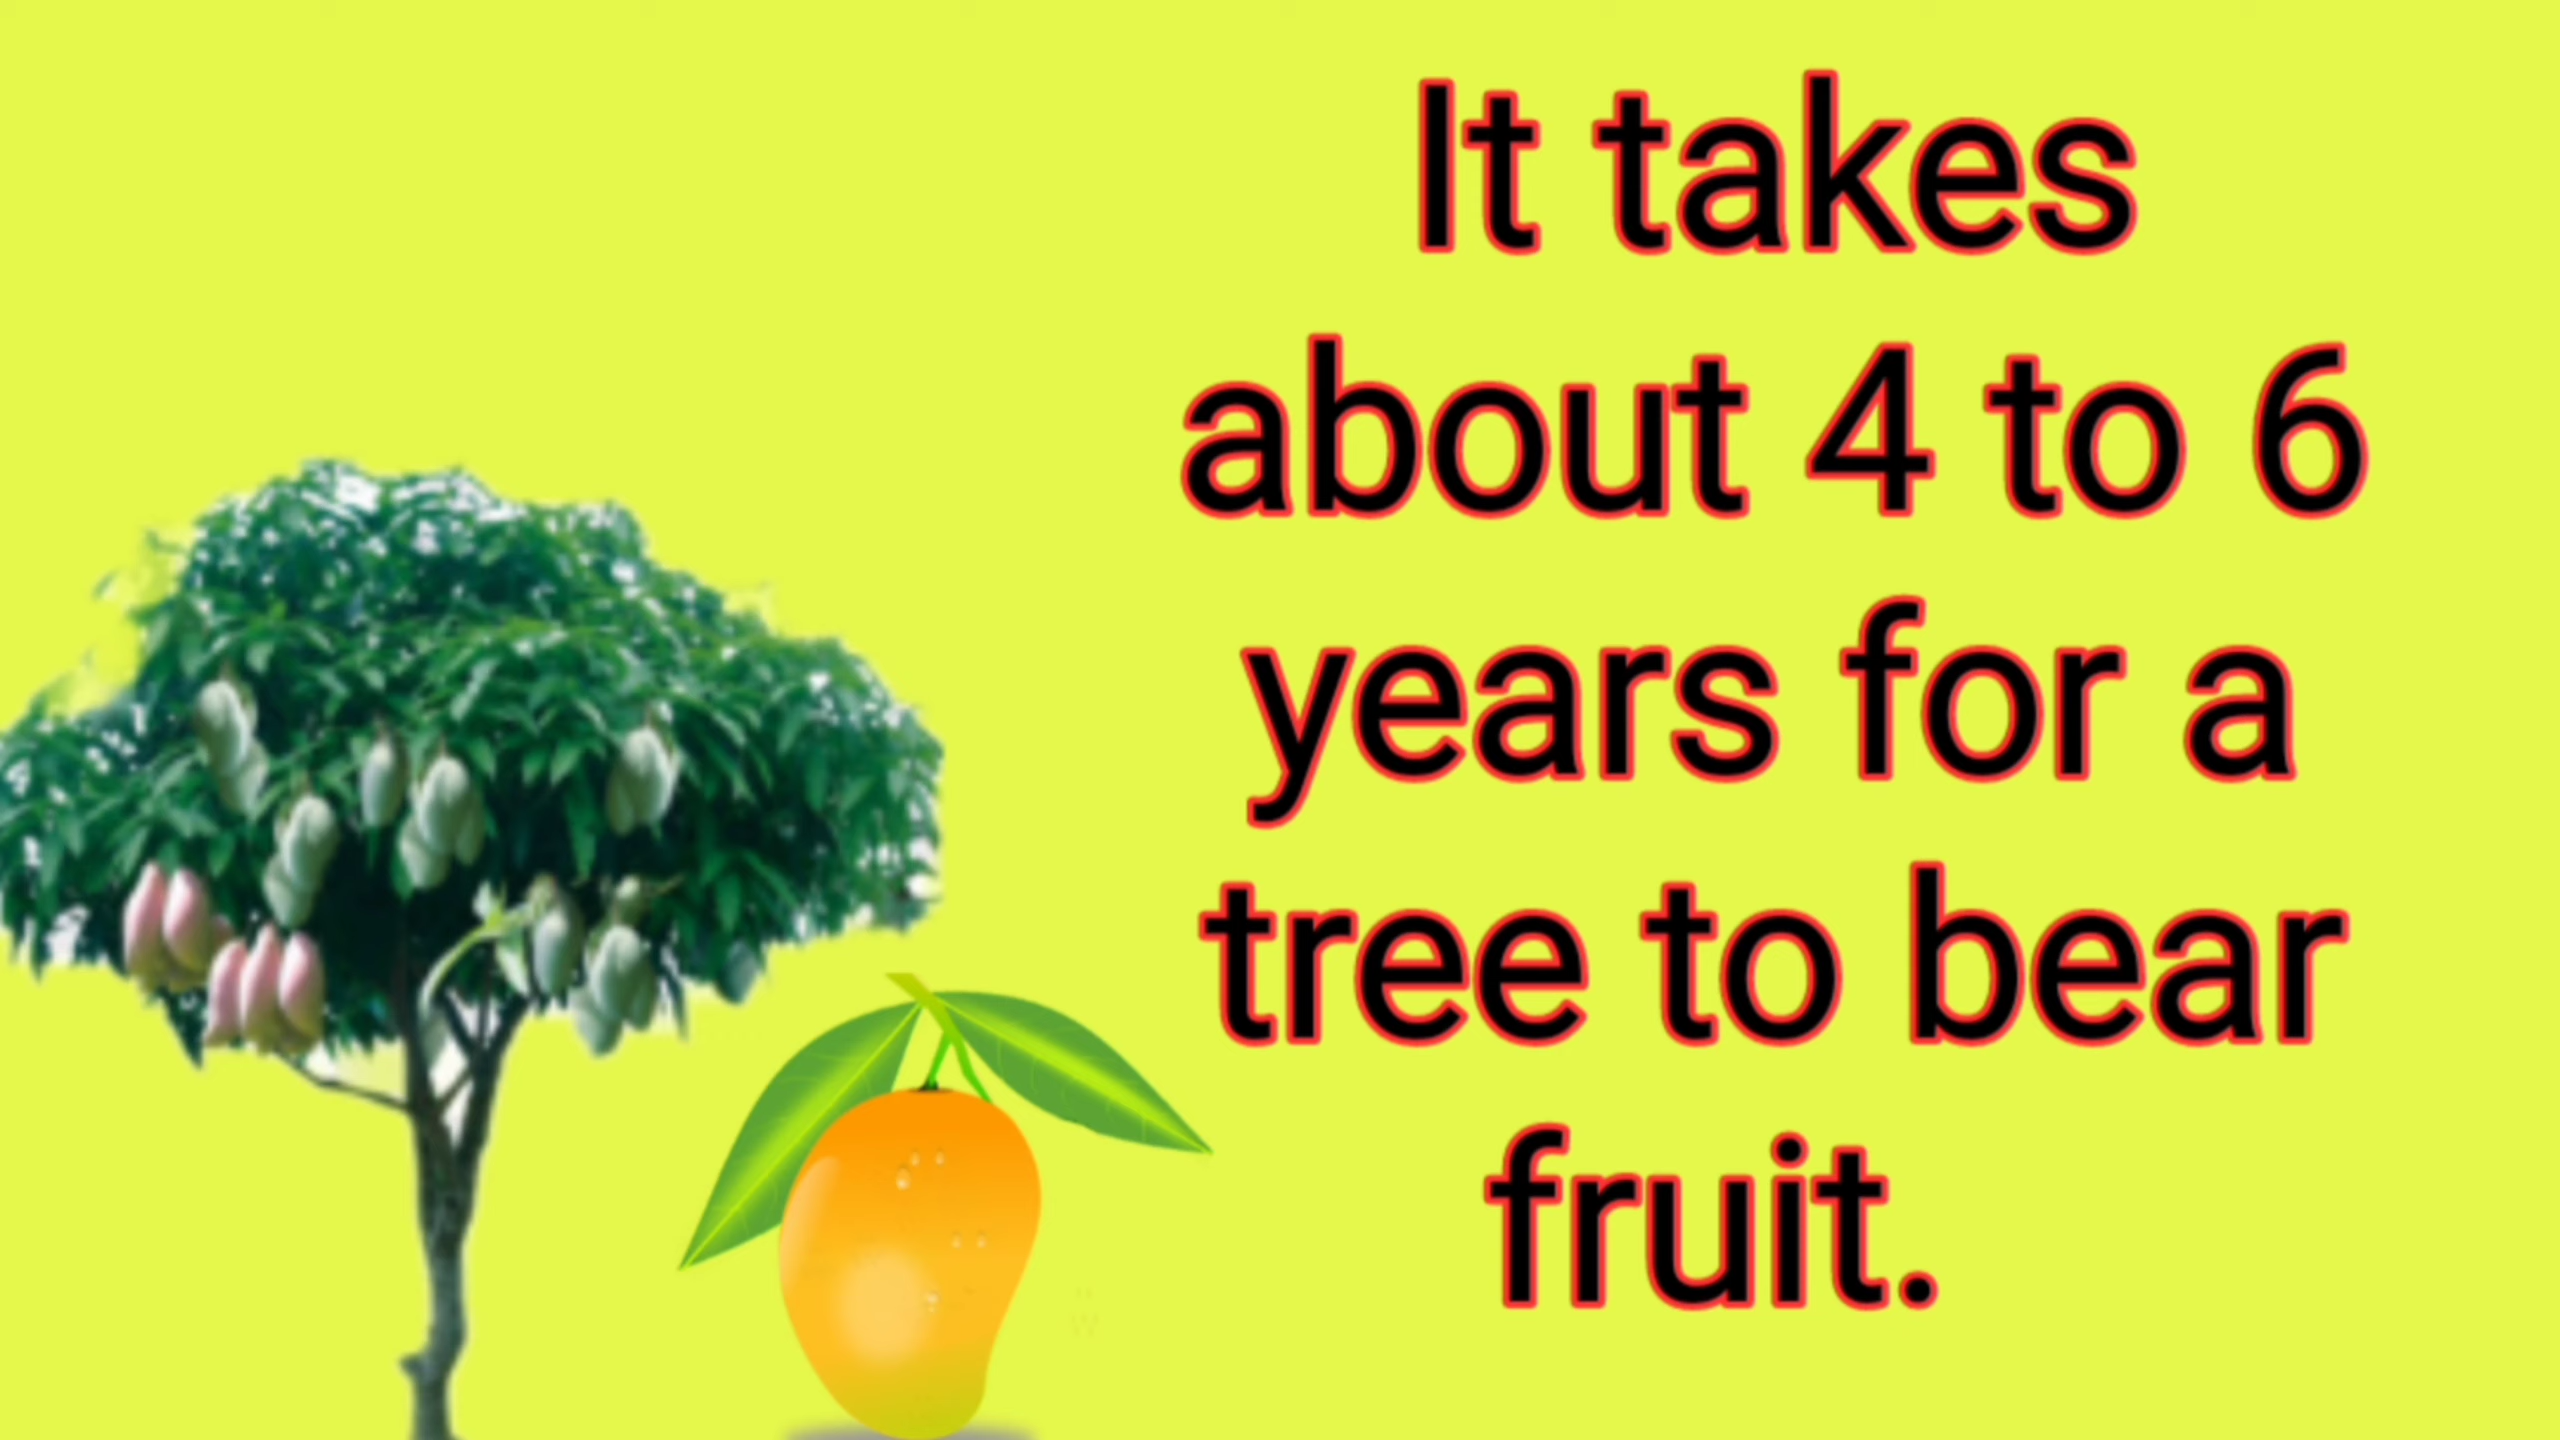 It takes
about 4 to 6
years for a
tree to bear
fruit.